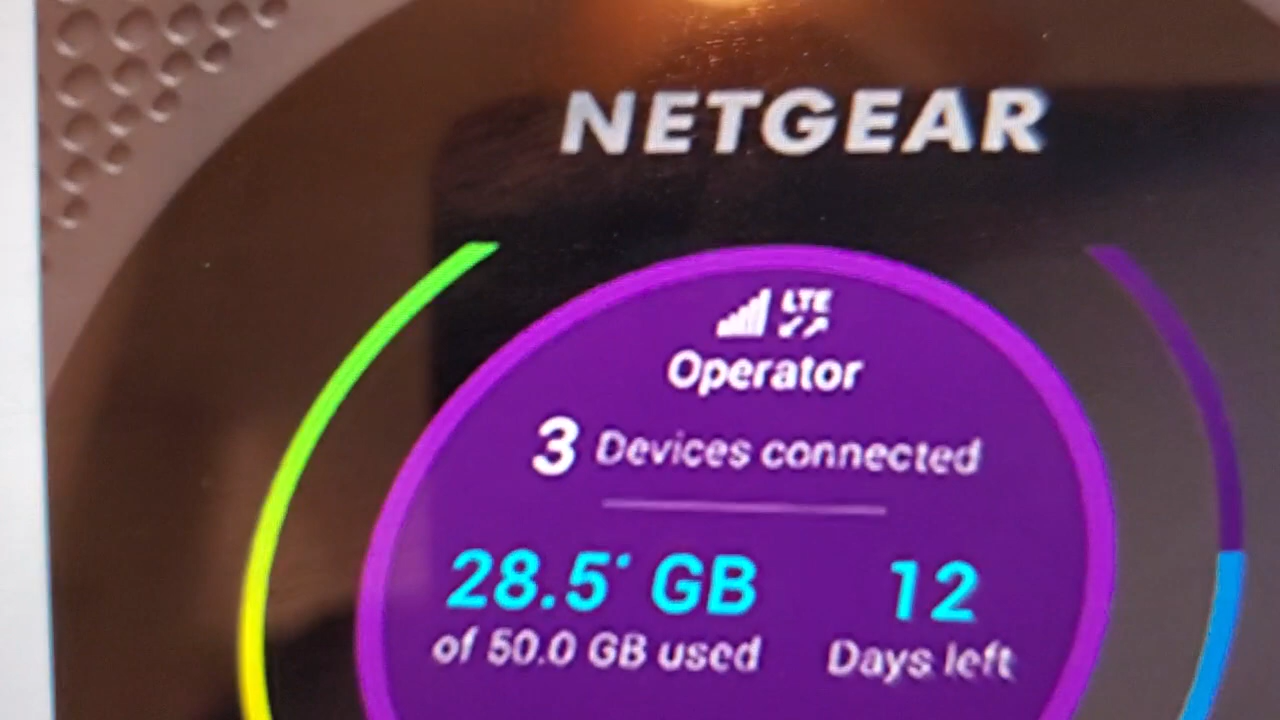 NETGEAR
LTE
Operator
3 Devices connected
28.5 GB 12
of 50.0 GB used Days left